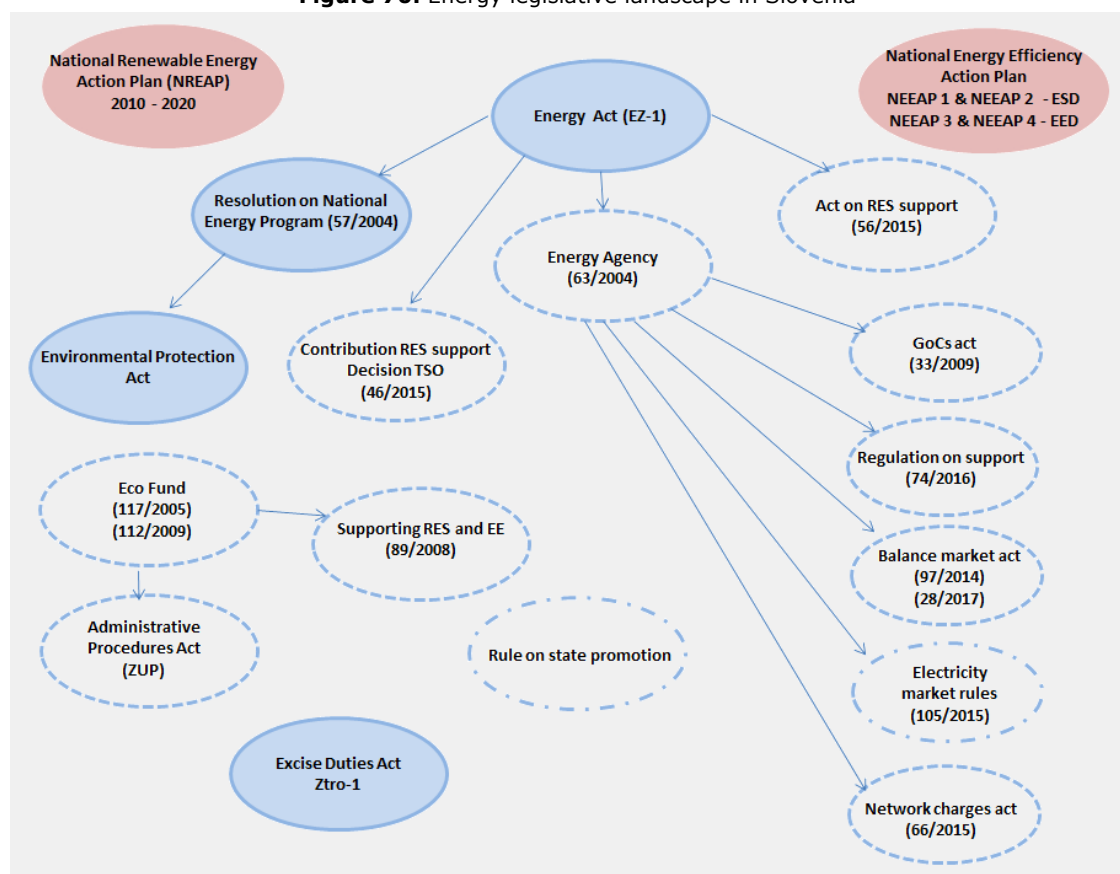 Figure 70. Energy legislative landscape in Slovenia
National Renewable Energy
Action Plan (NREAP)
2010 - 2020
National Energy Efficiency
Action Plan
NEEAP 1 & NEEAP 2 - ESD
NEEAP 3 & NEEAP 4 - EED
Energy Act (EZ-1)
Resolution on National
Energy Program (57/2004)
Act on RES support
(56/2015)
Energy Agency
(63/2004)
Environmental Protection
Act
Contribution RES support
Decision TSO
(46/2015)
GoCs act
(33/2009)
Regulation on support
(74/2016)
Eco Fund
(117/2005)
(112/2009)
Supporting RES and EE
(89/2008)
Balance market act
(97/2014)
(28/2017)
Administrative
Procedures Act
(ZUP)
Rule on state promotion
Electricity
market rules
(105/2015)
Excise Duties Act
Ztro-1
Network charges act
(66/2015)